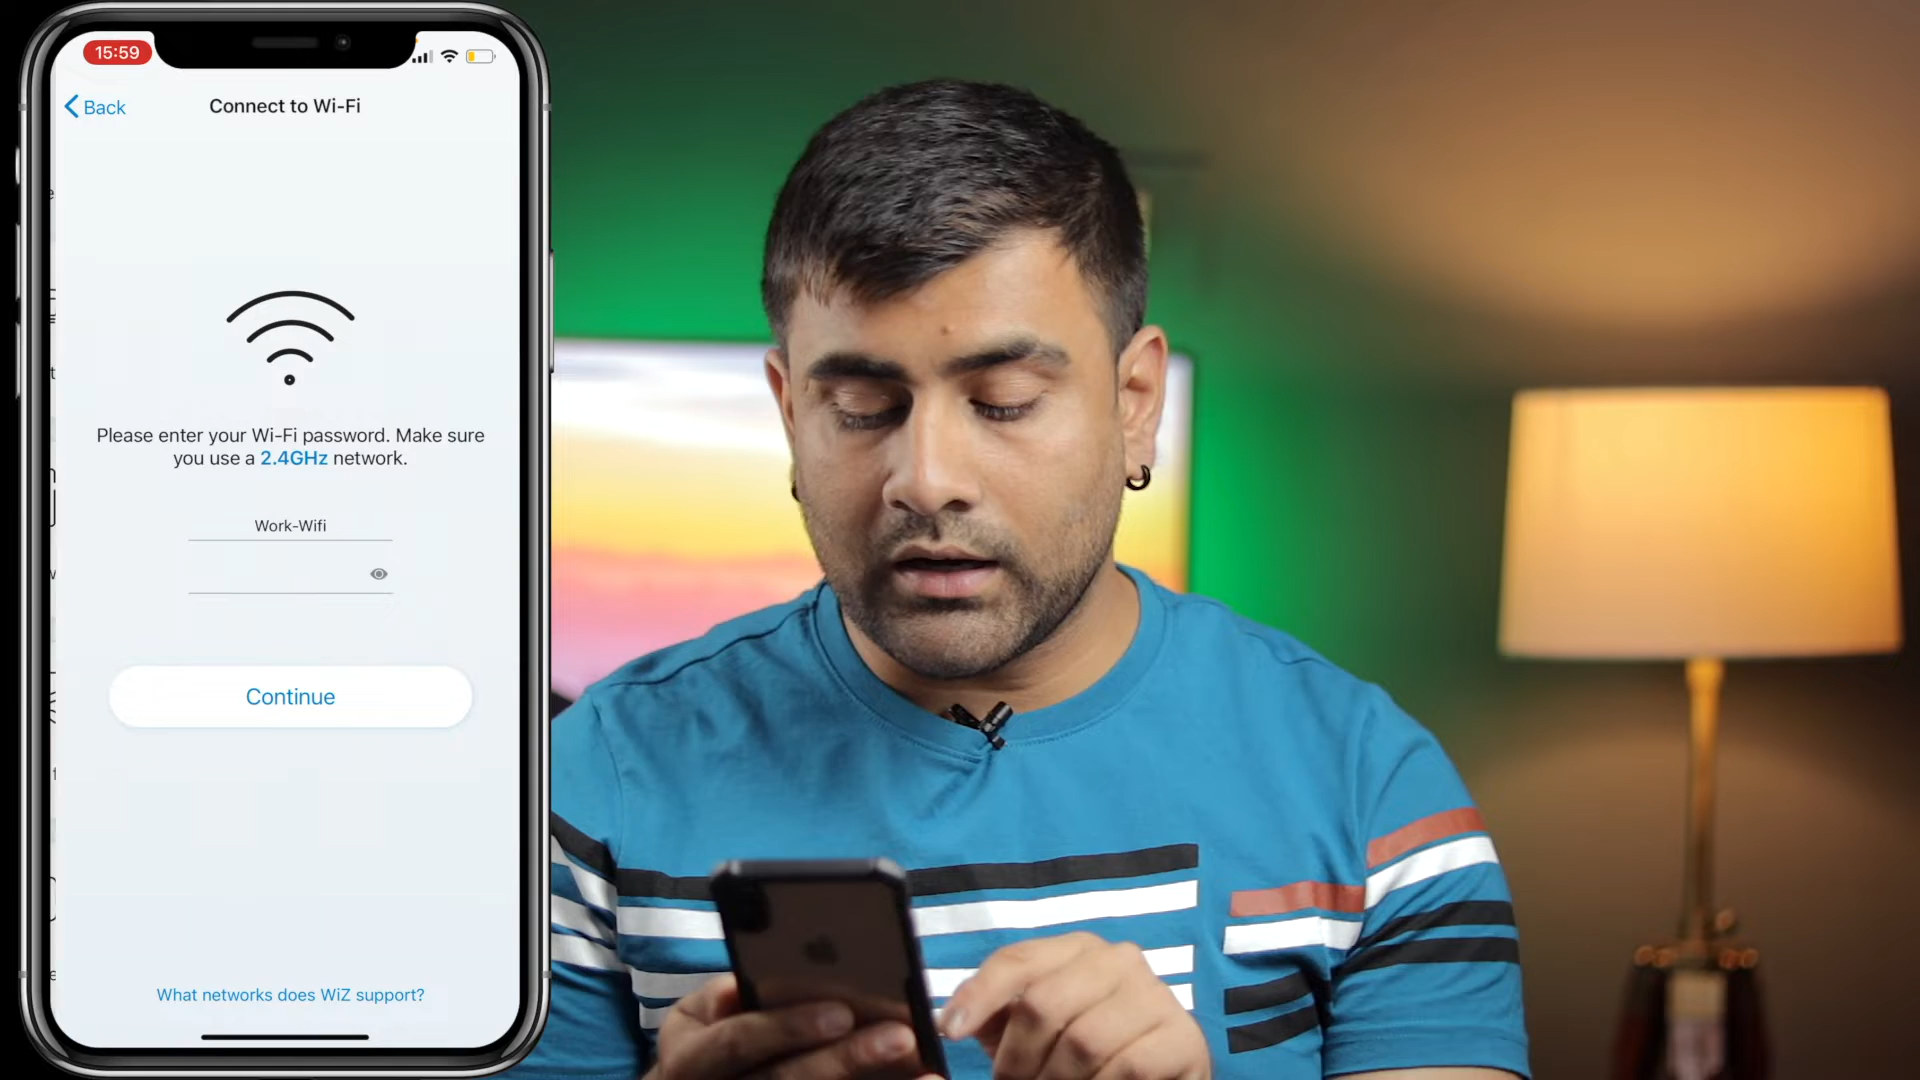 15:59
Back
Connect to Wi-Fi
Please enter your Wi-Fi password. Make sure
you use a 2.4GHz network.
Work-Wifi
Continue
What networks does WiZ support?